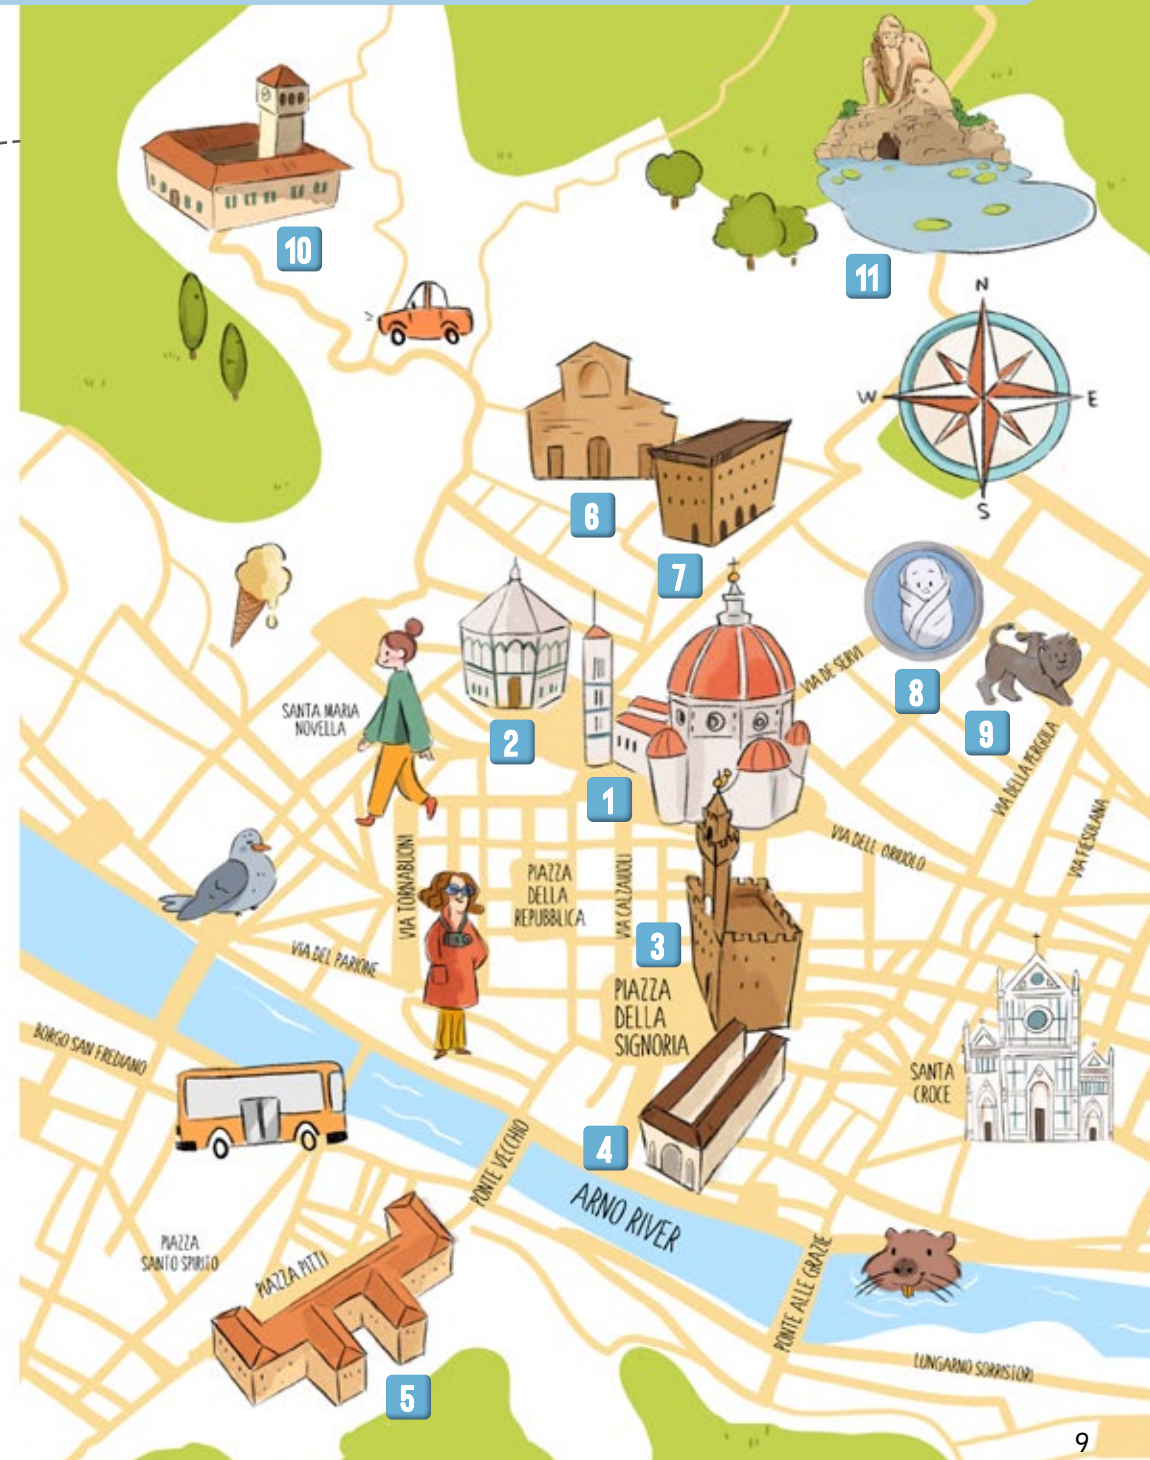 10
11
N
W
E
S
6
7
8
9
VIA DE SERVI
SANTA MARIA
NOVELLA
2
1
VIA DELLA PERGOLA
VIA FIESOLANA
VIA DELL ORIUOLO
VIA TORNABUONI
PIAZZA
DELLA
REPUBBLICA
VIA CALZAIUOLI
3
VIA DEL PARIONE
PIAZZA
DELLA
SIGNORIA
BORGO SAN FREDIANO
SANTA
CROCE
4
PONTE VECCHIO
ARNO RIVER
PIAZZA
SANTO SPIRITO
PIAZZA PITTI
PONTE ALLE GRAZIE
LUNGARNO SORRISTORI
5
9